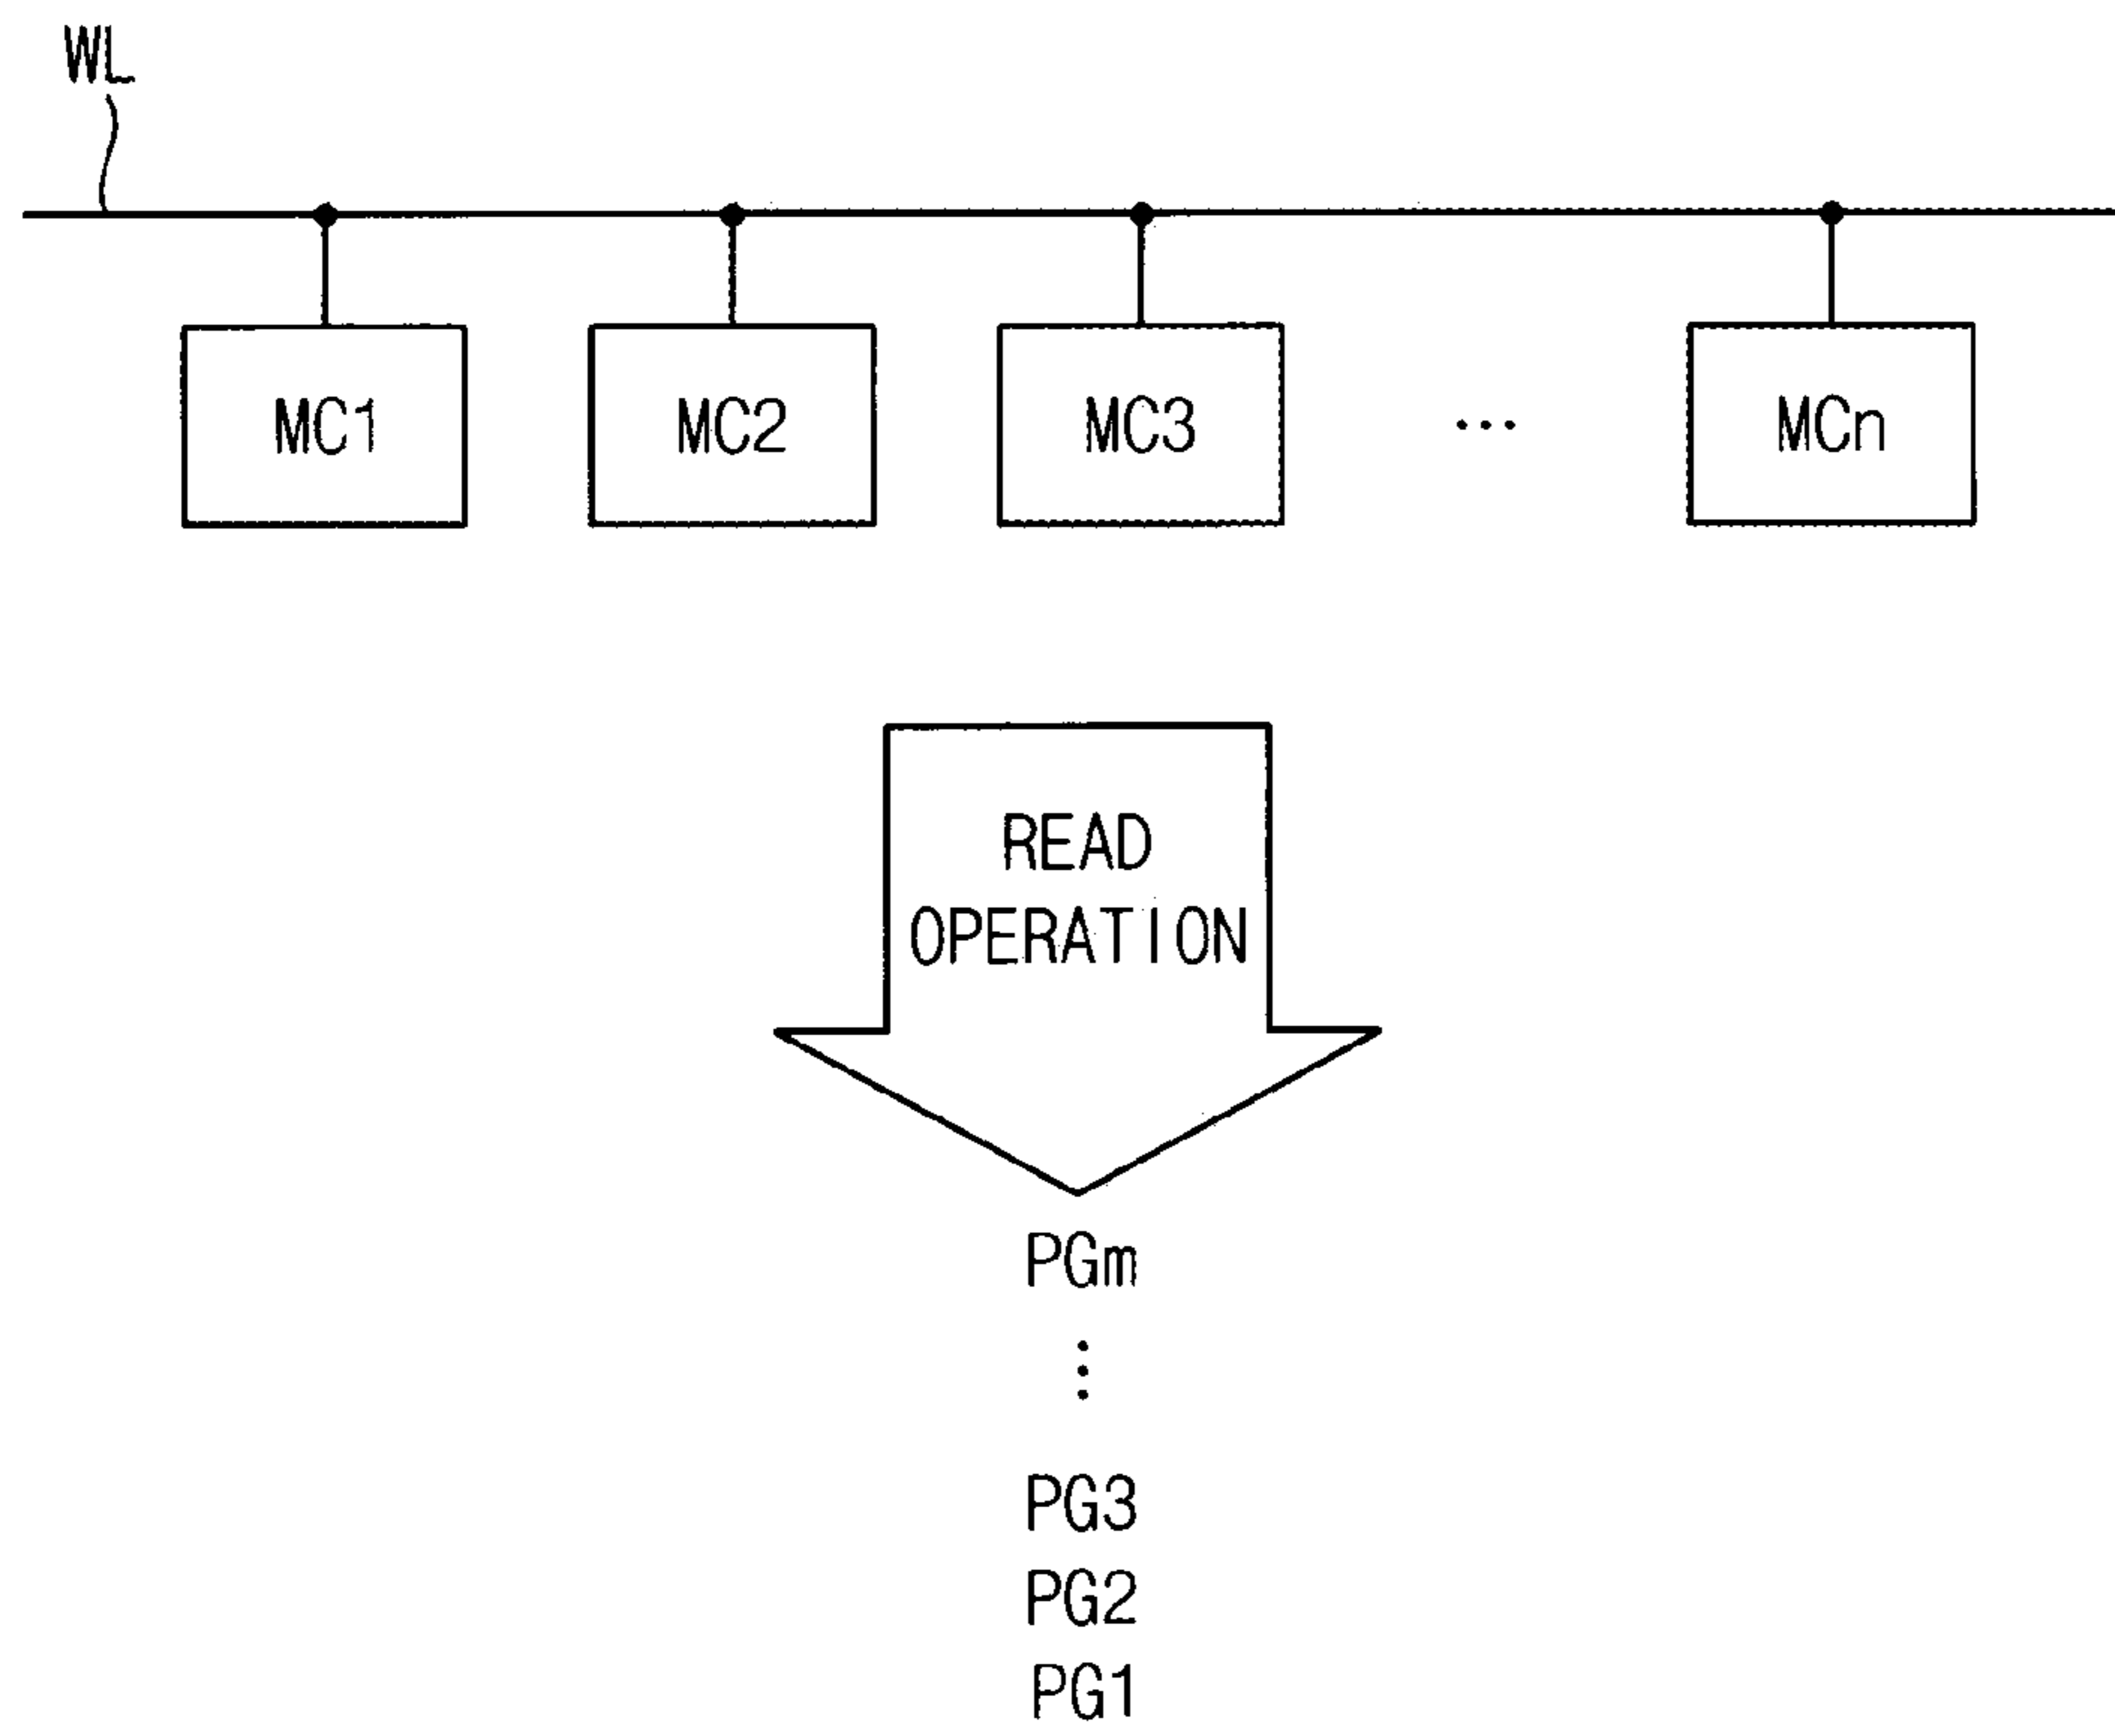 WL
MC1 MC2 MC3 ... MCn
READ
OPERATION
PGm
⋮
PG3
PG2
PG1